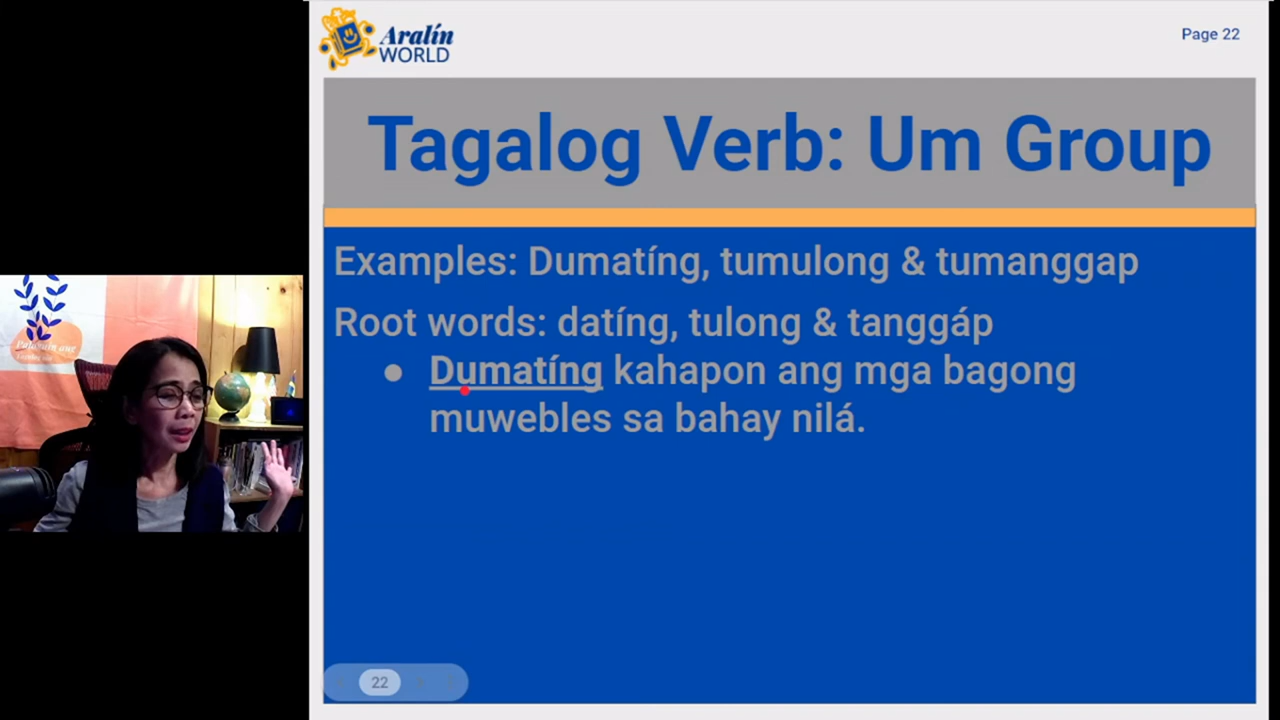 Aralín
WORLD
Page 22
Tagalog Verb: Um Group
Examples: Dumatíng, tumulong & tumanggap
Root words: datíng, tulong & tanggáp
● Dumatíng kahapon ang mga bagong
muwebles sa bahay nilá.
22